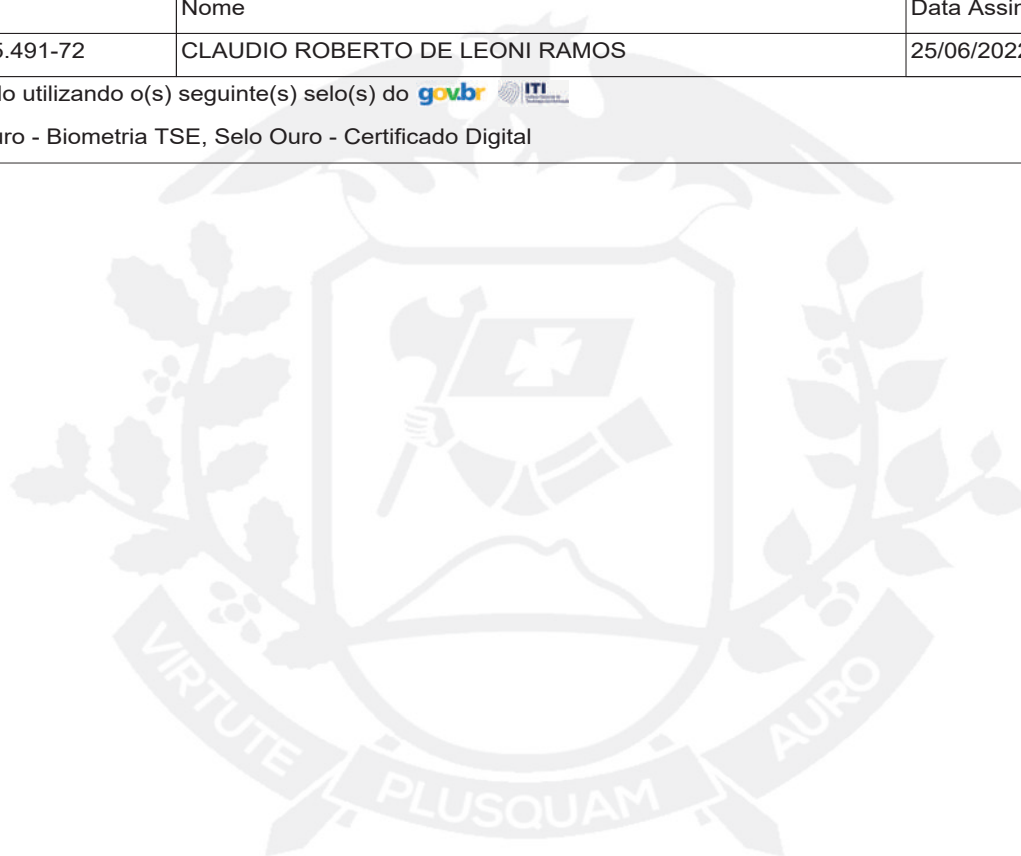 Nome Data Assin
5.491-72 CLAUDIO ROBERTO DE LEONI RAMOS 25/06/2022
do utilizando o(s) seguinte(s) selo(s) do gov.br ITI
uro - Biometria TSE, Selo Ouro - Certificado Digital
VIRTUTE PLUSQUAM AURO